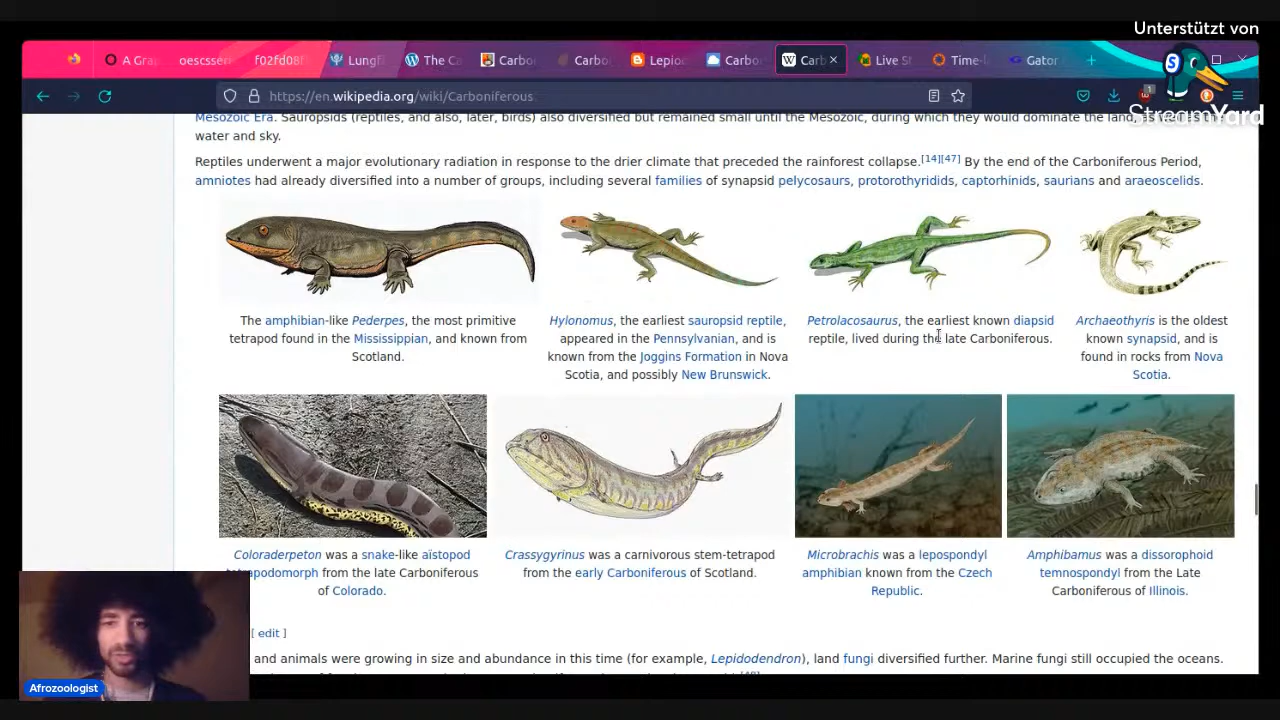 Unterstützt von
StreamYard
A Gra
oescsser
f02fd08f
Lungfi
The Ca
Carbo
Carbo
Lepio
Carbo
Carb
Live St
Time-l
Gator
https://en.wikipedia.org/wiki/Carboniferous
1
Mesozoic Era. Sauropsids (reptiles, and also, later, birds) also diversified but remained small until the Mesozoic, during which they would dominate the land,
water and sky.
Reptiles underwent a major evolutionary radiation in response to the drier climate that preceded the rainforest collapse.[14][47] By the end of the Carboniferous Period,
amniotes had already diversified into a number of groups, including several families of synapsid pelycosaurs, protorothyridids, captorhinids, saurians and araeoscelids.
The amphibian-like Pederpes, the most primitive
tetrapod found in the Mississippian, and known from
Scotland.
Hylonomus, the earliest sauropsid reptile,
appeared in the Pennsylvanian, and is
known from the Joggins Formation in Nova
Scotia, and possibly New Brunswick.
Petrolacosaurus, the earliest known diapsid
reptile, lived during the late Carboniferous.
Archaeothyris is the oldest
known synapsid, and is
found in rocks from Nova
Scotia.
Coloraderpeton was a snake-like aïstopod
tetrapodomorph from the late Carboniferous
of Colorado.
Crassygyrinus was a carnivorous stem-tetrapod
from the early Carboniferous of Scotland.
Microbrachis was a lepospondyl
amphibian known from the Czech
Republic.
Amphibamus was a dissorophoid
temnospondyl from the Late
Carboniferous of Illinois.
[ edit ]
and animals were growing in size and abundance in this time (for example, Lepidodendron), land fungi diversified further. Marine fungi still occupied the oceans.
Afrozoologist